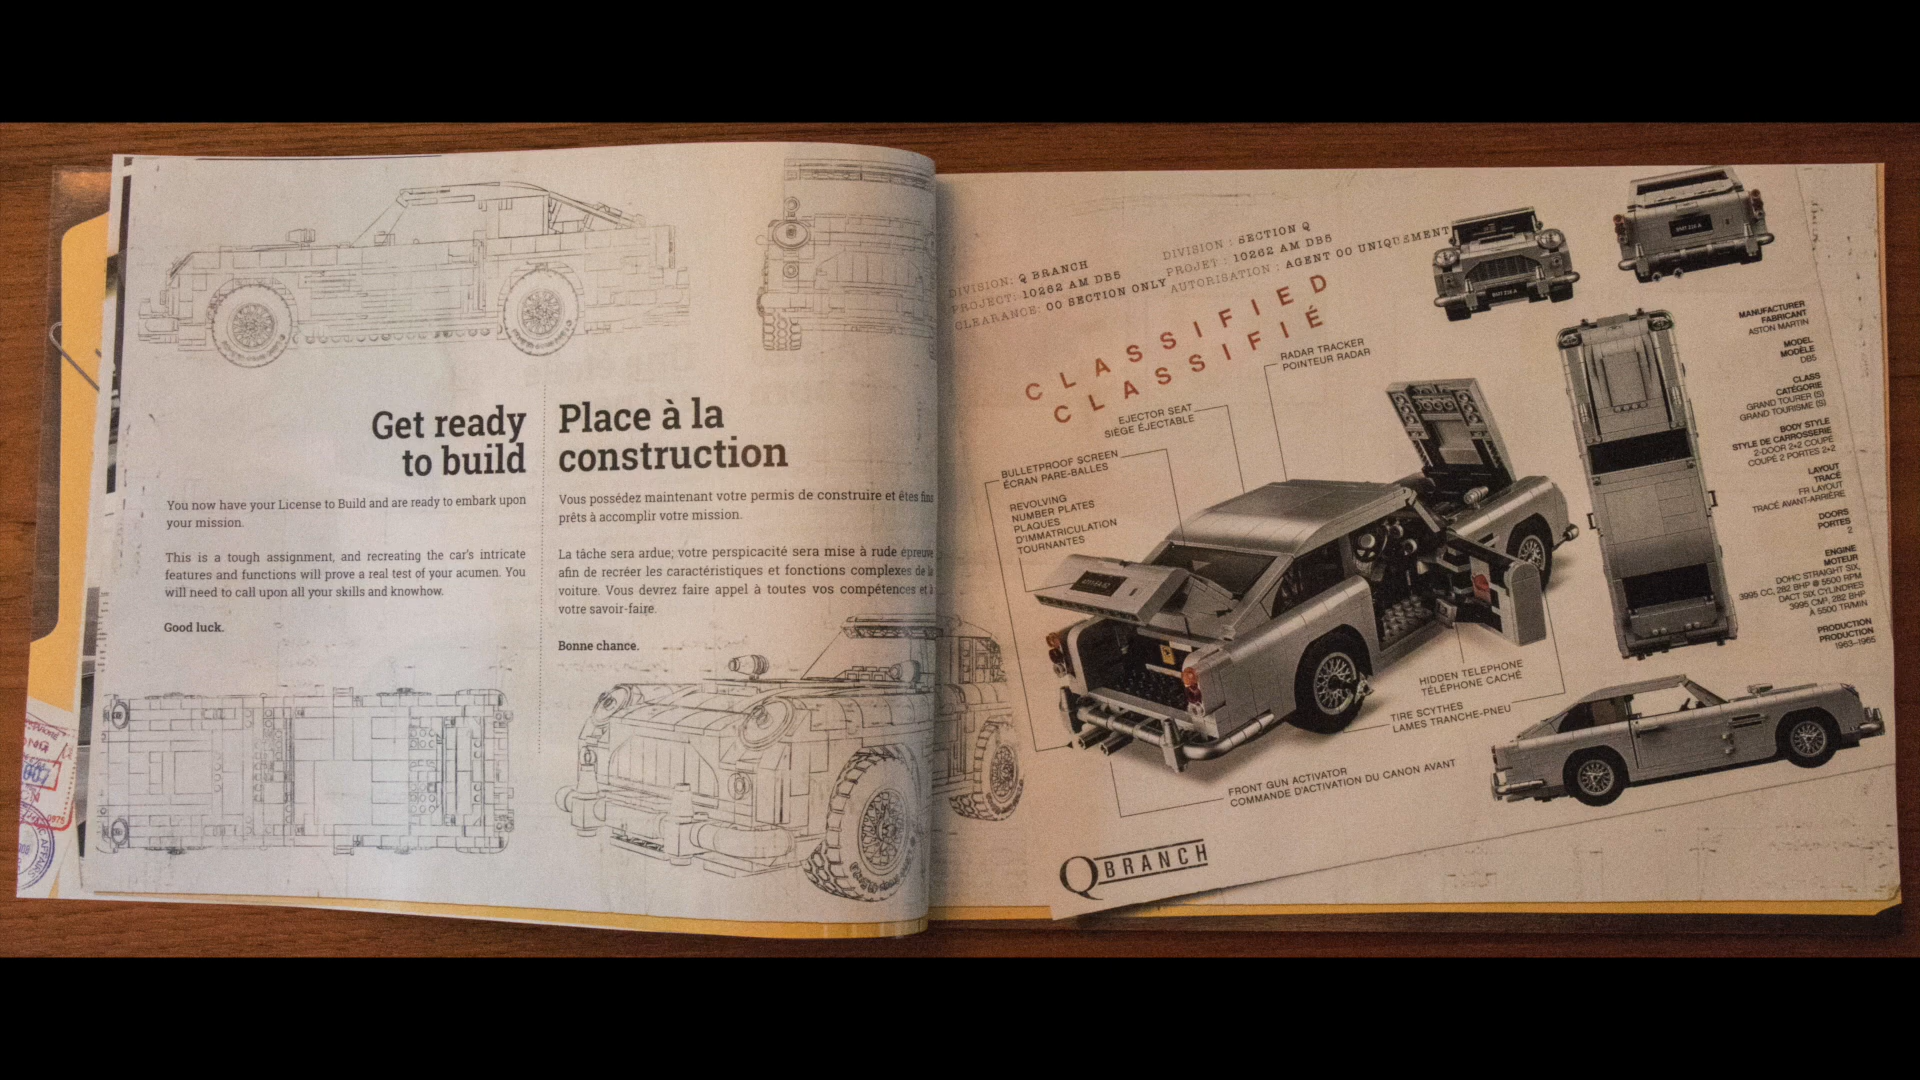 Get ready
to build
You now have your License to Build and are ready to embark upon
your mission.
This is a tough assignment, and recreating the car's intricate
features and functions will prove a real test of your acumen. You
will need to call upon all your skills and knowhow.
Good luck.
Place à la
construction
Vous possédez maintenant votre permis de construire et êtes fins
prêts à accomplir votre mission.
La tâche sera ardue; votre perspicacité sera mise à rude épreuve
afin de recréer les caractéristiques et fonctions complexes de la
voiture. Vous devrez faire appel à toutes vos compétences et à
votre savoir-faire.
Bonne chance.
007
DIVISION: Q BRANCH
PROJECT: 10262 AM DB5
CLEARANCE: 00 SECTION ONLY
DIVISION : SECTION Q
PROJET : 10262 AM DB5
AUTORISATION : AGENT 00 UNIQUEMENT
CLASSIFIED
CLASSIFIÉ
RADAR TRACKER
POINTEUR RADAR
EJECTOR SEAT
SIÈGE ÉJECTABLE
BULLETPROOF SCREEN
ÉCRAN PARE-BALLES
REVOLVING
NUMBER PLATES
PLAQUES
D'IMMATRICULATION
TOURNANTES
HIDDEN TELEPHONE
TÉLÉPHONE CACHÉ
TIRE SCYTHES
LAMES TRANCHE-PNEU
FRONT GUN ACTIVATOR
COMMANDE D'ACTIVATION DU CANON AVANT
Q BRANCH
MANUFACTURER
FABRICANT
ASTON MARTIN
MODEL
MODÈLE
DB5
CLASS
CATÉGORIE
GRAND TOURER (S)
GRAND TOURISME (S)
BODY STYLE
STYLE DE CARROSSERIE
2-DOOR 2+2 COUPÉ
COUPÉ 2 PORTES 2+2
LAYOUT
TRACÉ
FR LAYOUT
TRACÉ AVANT-ARRIÈRE
DOORS
PORTES
2
ENGINE
MOTEUR
DOHC STRAIGHT SIX,
3995 CC, 282 BHP @ 5500 RPM
DACT SIX CYLINDRES
3995 CM³, 282 BHP
À 5500 TR/MIN
PRODUCTION
PRODUCTION
1963–1965